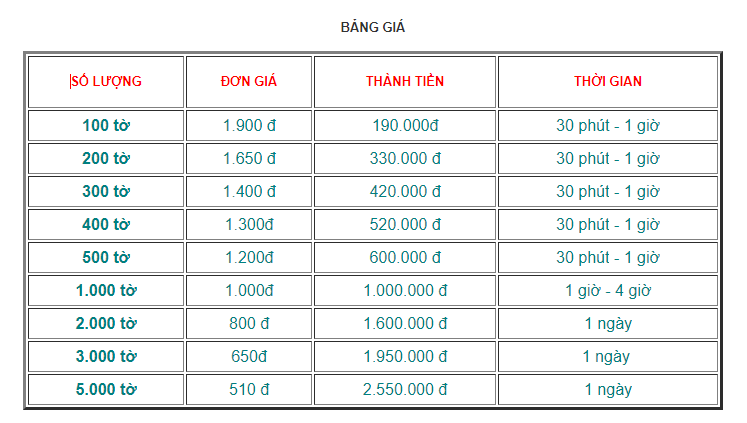 BẢNG GIÁ
SỐ LƯỢNG ĐƠN GIÁ THÀNH TIỀN THỜI GIAN
100 tờ 1.900 đ 190.000đ 30 phút - 1 giờ
200 tờ 1.650 đ 330.000 đ 30 phút - 1 giờ
300 tờ 1.400 đ 420.000 đ 30 phút - 1 giờ
400 tờ 1.300đ 520.000 đ 30 phút - 1 giờ
500 tờ 1.200đ 600.000 đ 30 phút - 1 giờ
1.000 tờ 1.000đ 1.000.000 đ 1 giờ - 4 giờ
2.000 tờ 800 đ 1.600.000 đ 1 ngày
3.000 tờ 650đ 1.950.000 đ 1 ngày
5.000 tờ 510 đ 2.550.000 đ 1 ngày